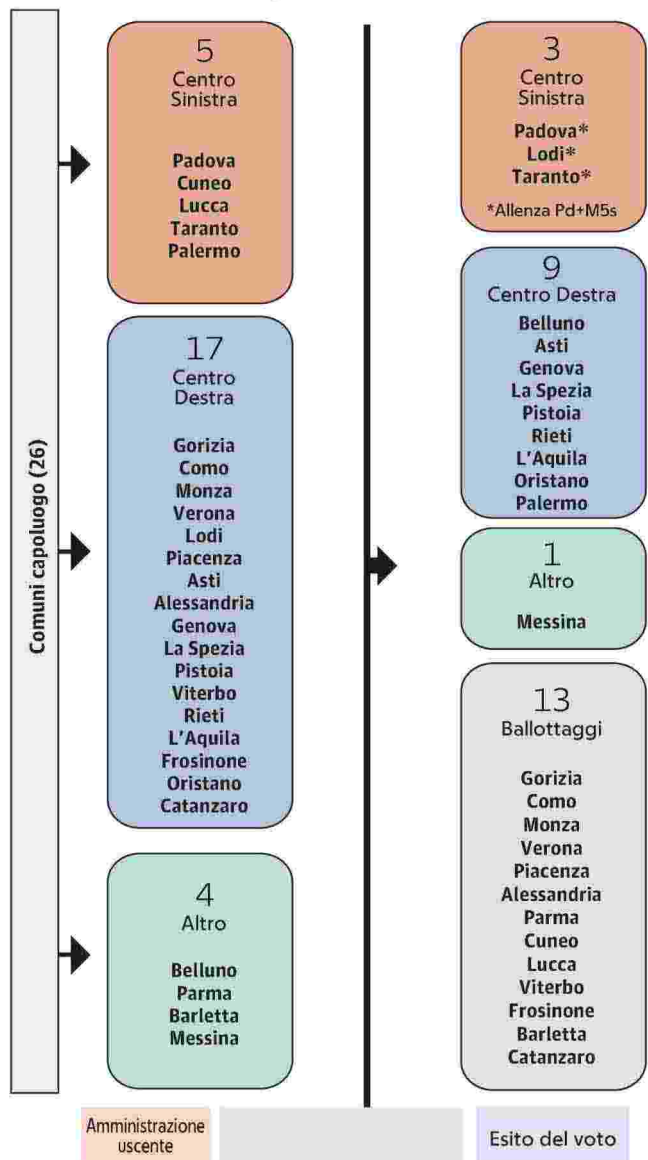 Comuni capoluogo (26)
5
Centro
Sinistra
Padova
Cuneo
Lucca
Taranto
Palermo
17
Centro
Destra
Gorizia
Como
Monza
Verona
Lodi
Piacenza
Asti
Alessandria
Genova
La Spezia
Pistoia
Viterbo
Rieti
L'Aquila
Frosinone
Oristano
Catanzaro
4
Altro
Belluno
Parma
Barletta
Messina
Amministrazione
uscente
3
Centro
Sinistra
Padova*
Lodi*
Taranto*
*Allenza Pd+M5s
9
Centro Destra
Belluno
Asti
Genova
La Spezia
Pistoia
Rieti
L'Aquila
Oristano
Palermo
1
Altro
Messina
13
Ballottaggi
Gorizia
Como
Monza
Verona
Piacenza
Alessandria
Parma
Cuneo
Lucca
Viterbo
Frosinone
Barletta
Catanzaro
Esito del voto